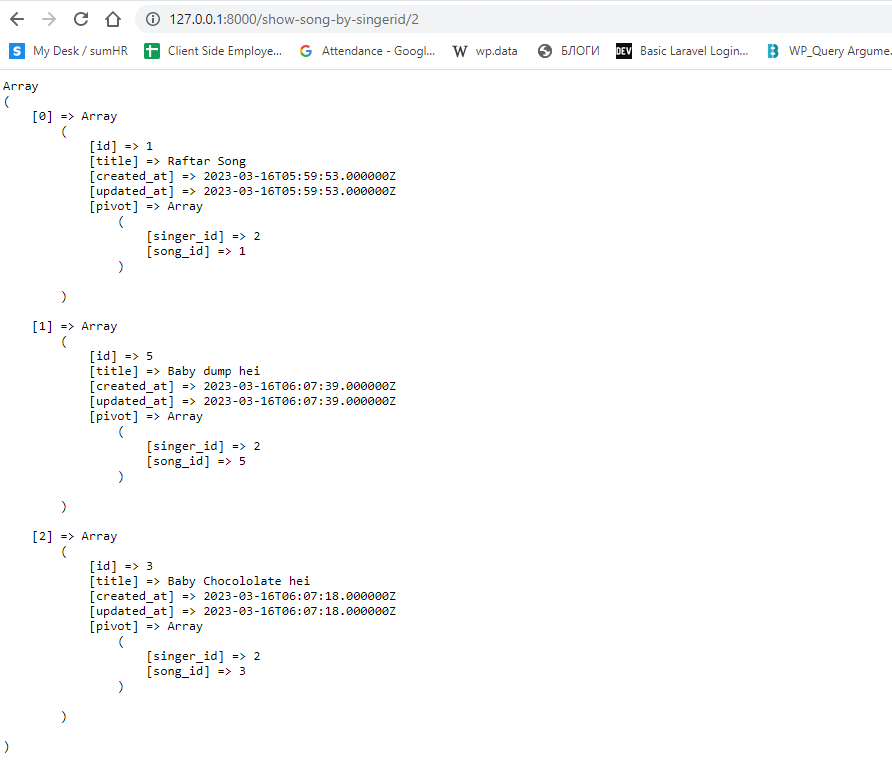 127.0.0.1:8000/show-song-by-singerid/2
S My Desk / sumHR Client Side Employe... G Attendance - Googl... W wp.data БЛОГИ DEV Basic Laravel Login... B WP_Query Argume.
Array
(
    [0] => Array
        (
            [id] => 1
            [title] => Raftar Song
            [created_at] => 2023-03-16T05:59:53.000000Z
            [updated_at] => 2023-03-16T05:59:53.000000Z
            [pivot] => Array
                (
                    [singer_id] => 2
                    [song_id] => 1
                )
        )
    [1] => Array
        (
            [id] => 5
            [title] => Baby dump hei
            [created_at] => 2023-03-16T06:07:39.000000Z
            [updated_at] => 2023-03-16T06:07:39.000000Z
            [pivot] => Array
                (
                    [singer_id] => 2
                    [song_id] => 5
                )
        )
    [2] => Array
        (
            [id] => 3
            [title] => Baby Chocololate hei
            [created_at] => 2023-03-16T06:07:18.000000Z
            [updated_at] => 2023-03-16T06:07:18.000000Z
            [pivot] => Array
                (
                    [singer_id] => 2
                    [song_id] => 3
                )
        )
)